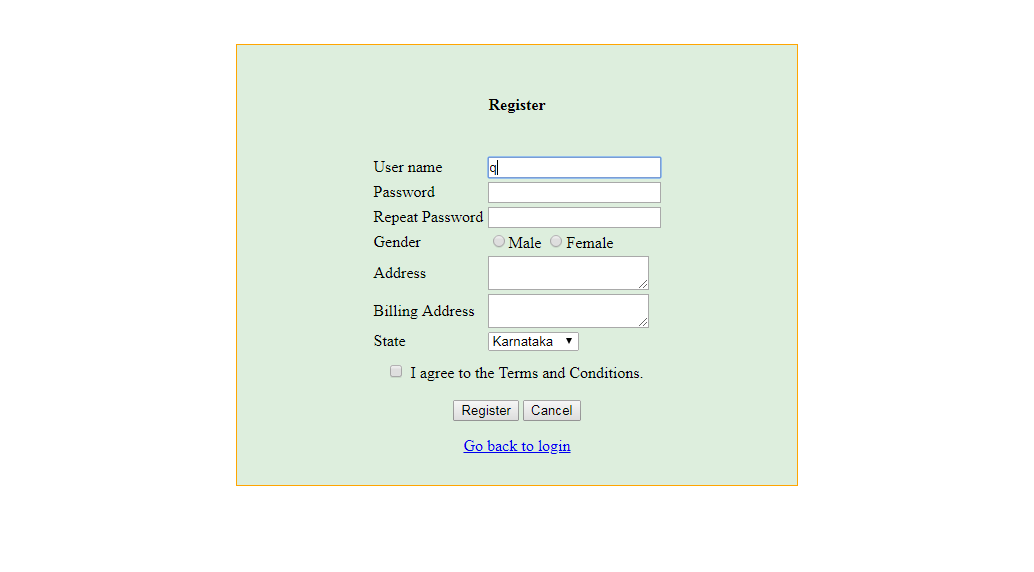 Register
User name q
Password
Repeat Password
Gender Male Female
Address
Billing Address
State Karnataka
I agree to the Terms and Conditions.
Register Cancel
Go back to login